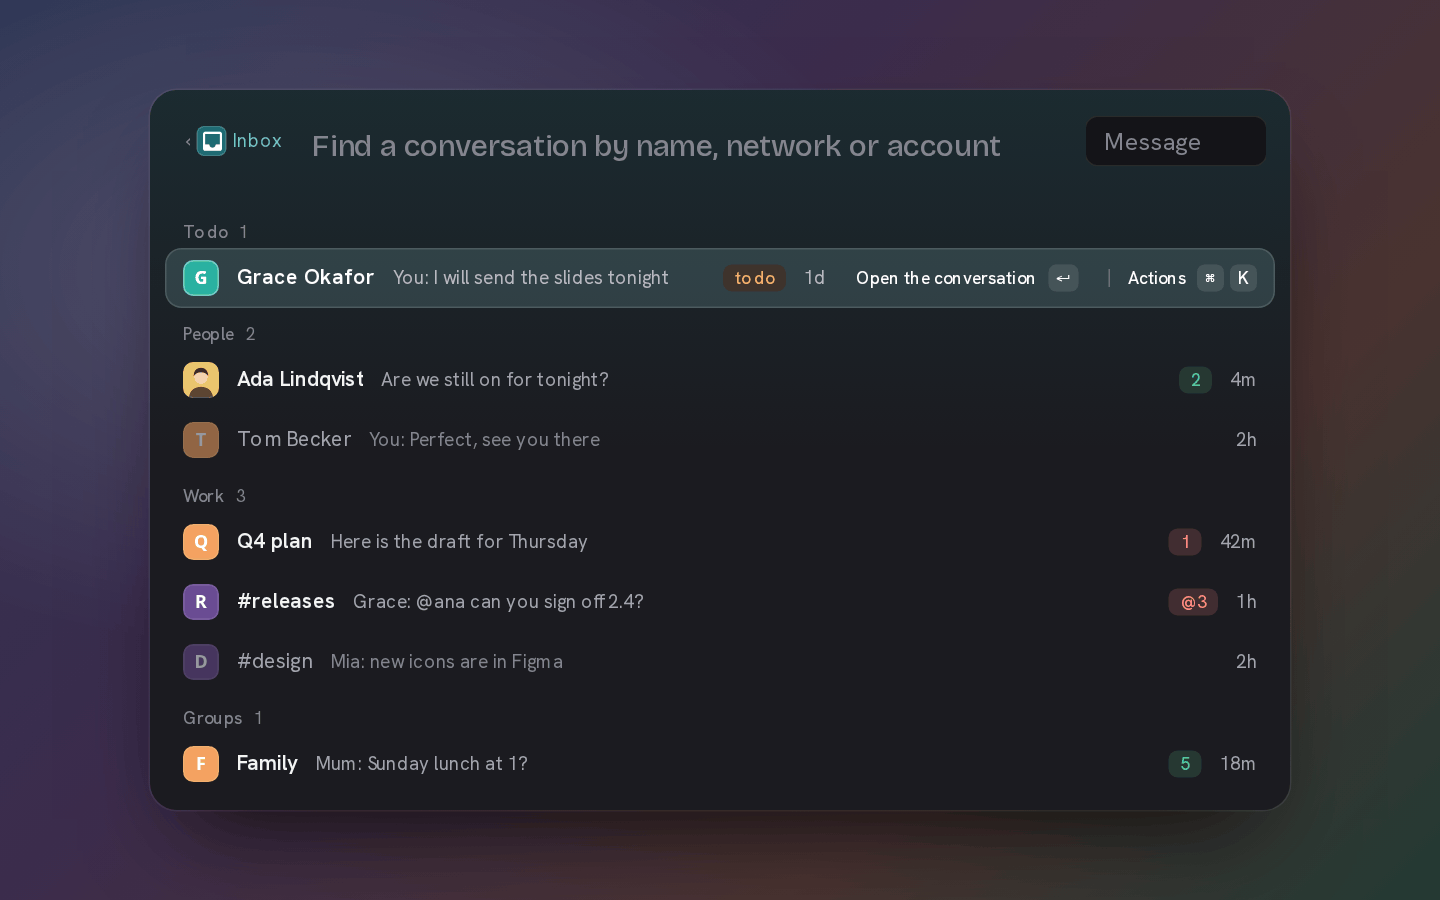 ‹ Inbox Find a conversation by name, network or account Message
To do 1
G Grace Okafor You: I will send the slides tonight to do 1d Open the conversation ↵ | Actions ⌘ K
People 2
Ada Lindqvist Are we still on for tonight? 2 4m
T Tom Becker You: Perfect, see you there 2h
Work 3
Q Q4 plan Here is the draft for Thursday 1 42m
R #releases Grace: @ana can you sign off 2.4? @3 1h
D #design Mia: new icons are in Figma 2h
Groups 1
F Family Mum: Sunday lunch at 1? 5 18m